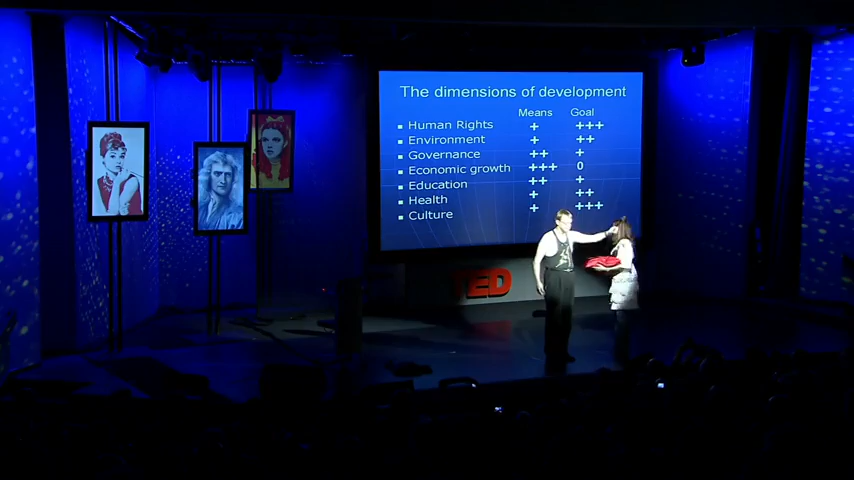 The dimensions of development
Means Goal
Human Rights + +++
Environment + ++
Governance ++ +
Economic growth +++ 0
Education ++ +
Health + ++
Culture + +++
TED